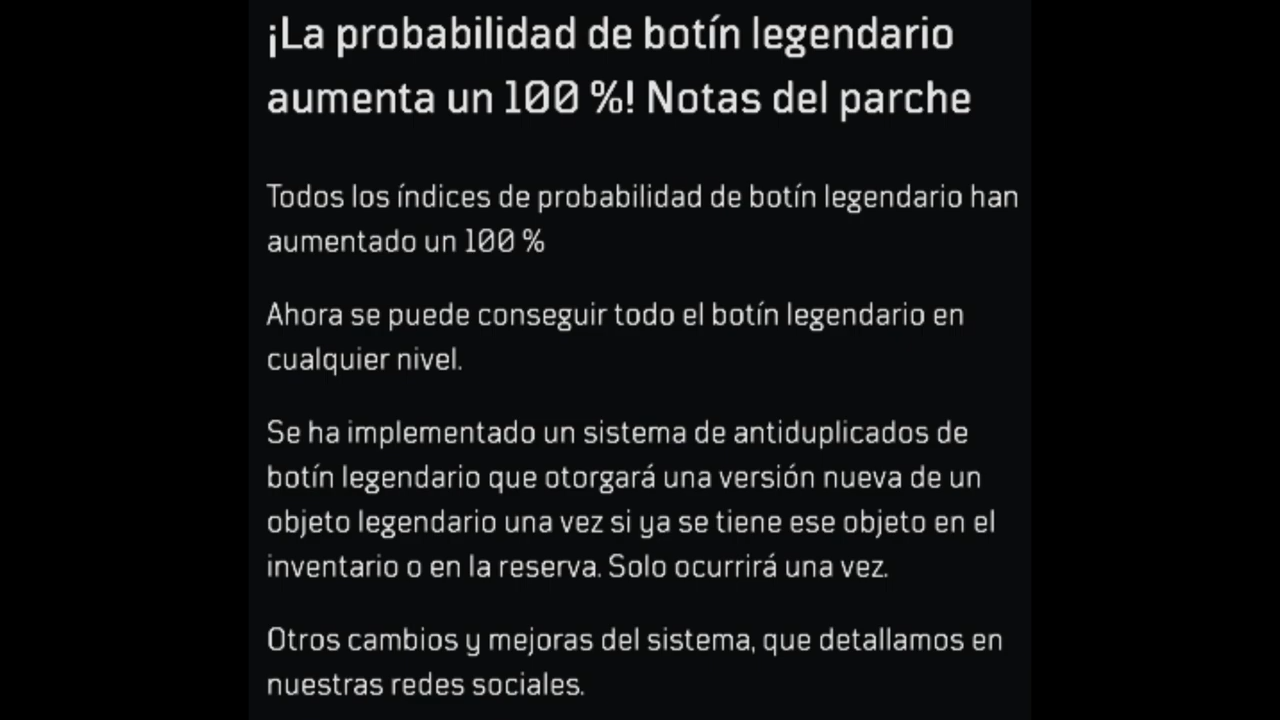 ¡La probabilidad de botín legendario
aumenta un 100 %! Notas del parche
Todos los índices de probabilidad de botín legendario han
aumentado un 100 %
Ahora se puede conseguir todo el botín legendario en
cualquier nivel.
Se ha implementado un sistema de antiduplicados de
botín legendario que otorgará una versión nueva de un
objeto legendario una vez si ya se tiene ese objeto en el
inventario o en la reserva. Solo ocurrirá una vez.
Otros cambios y mejoras del sistema, que detallamos en
nuestras redes sociales.